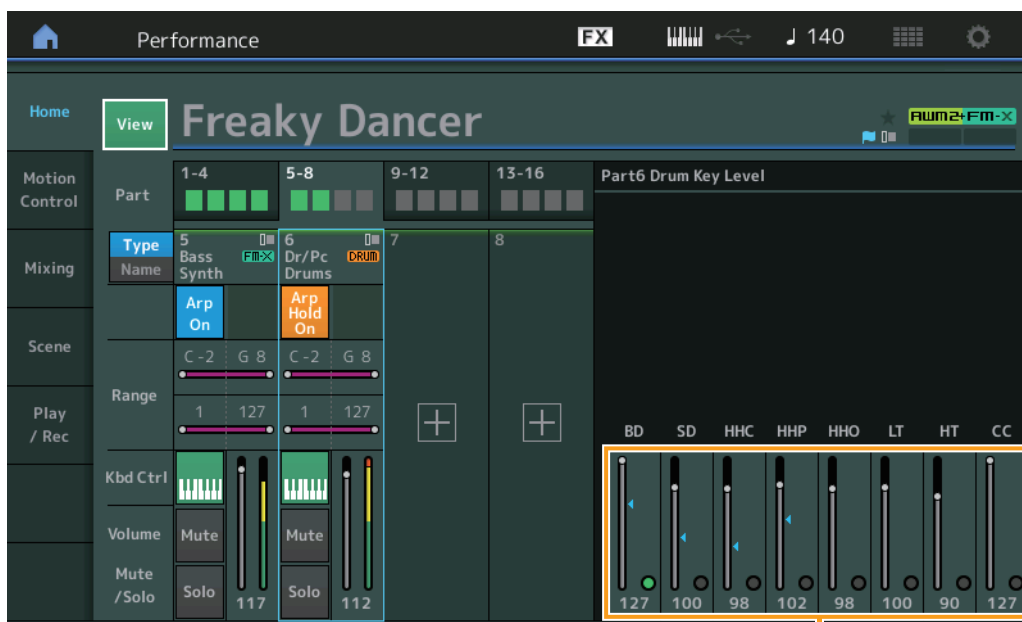 Performance
FX
140
Home
View
Freaky Dancer
AWM2+FM-X
Motion
Control
Part
1-4
5-8
9-12
13-16
Part6 Drum Key Level
Type
Name
5
Bass
FM-X
Synth
6
Dr/Pc
DRUM
Drums
7
8
Mixing
Arp
On
Arp
Hold
On
Scene
Range
C -2
G 8
C -2
G 8
1
127
1
127
Play
/ Rec
BD
SD
HHC
HHP
HHO
LT
HT
CC
Kbd Ctrl
Volume
Mute
Mute
Mute
/Solo
Solo
117
Solo
112
127
100
98
102
98
100
90
127